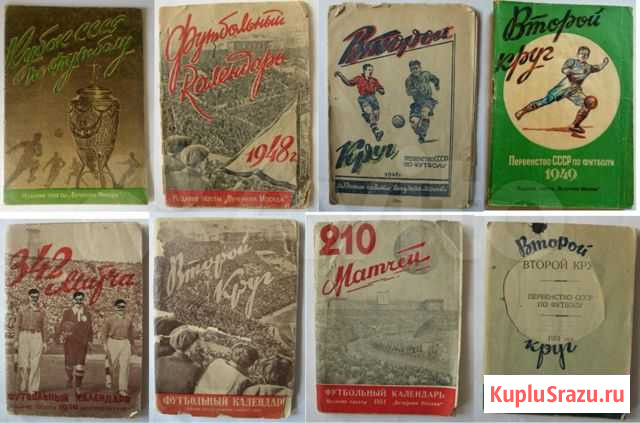 Кубок СССР
по футболу
Издание газеты „Вечерняя Москва"
Футбольный
Календарь
1948 г.
Издание газеты „Вечерняя Москва"
Второй
Круг
Первенство СССР
по футболу
Второй
круг
Первенство СССР по футболу
1949
Издание газеты „Вечерняя Москва"
342
матча
Футбольный календарь
Второй
круг
Футбольный календарь
210
Матчей
Футбольный календарь
Издание газеты 1951 „Вечерняя Москва"
Второй
Второй кру
Первенство СССР
по футболу
круг
KupluSrazu.ru